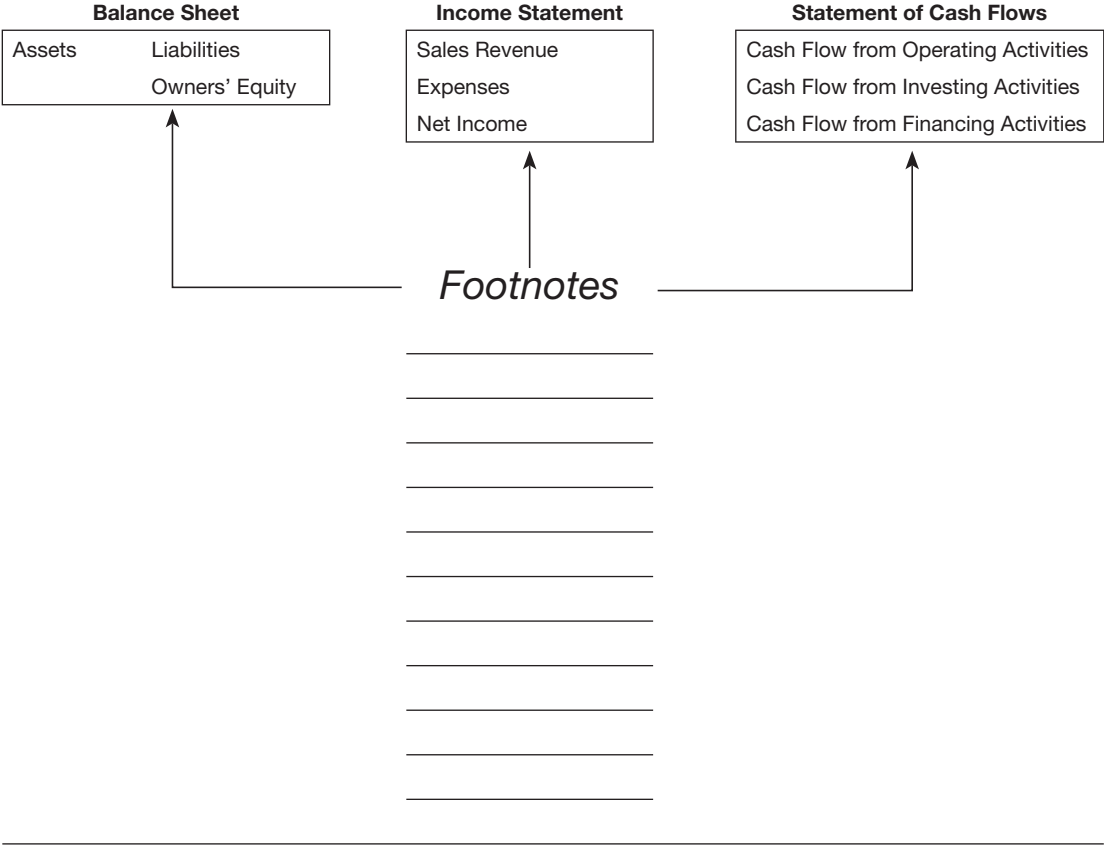 Balance Sheet
Assets Liabilities
Owners’ Equity
Income Statement
Sales Revenue
Expenses
Net Income
Statement of Cash Flows
Cash Flow from Operating Activities
Cash Flow from Investing Activities
Cash Flow from Financing Activities
Footnotes